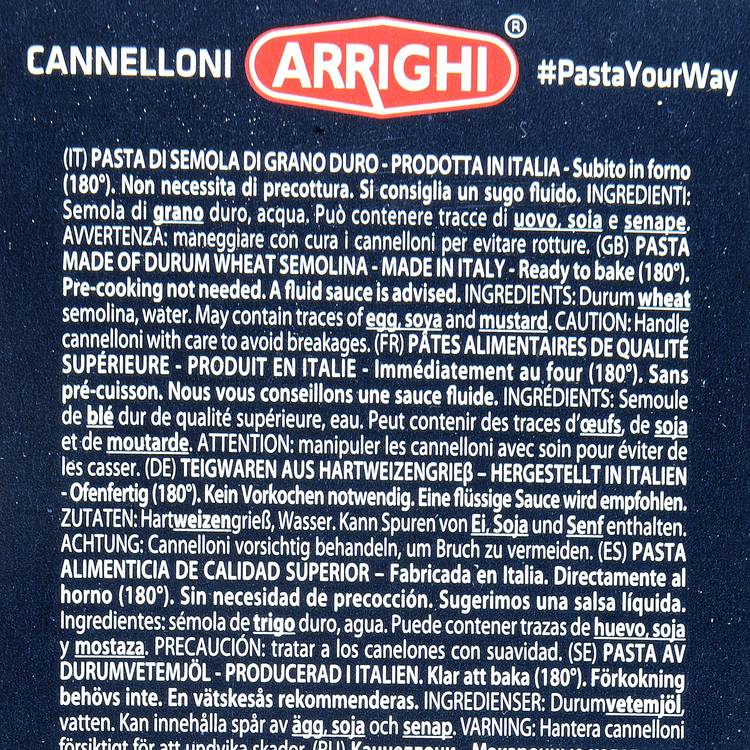 CANNELLONI ARRIGHI ® #PastaYourWay
(IT) PASTA DI SEMOLA DI GRANO DURO - PRODOTTA IN ITALIA - Subito in forno
(180°). Non necessita di precottura. Si consiglia un sugo fluido. INGREDIENTI:
Semola di grano duro, acqua. Può contenere tracce di uovo, soia e senape.
AVVERTENZA: maneggiare con cura i cannelloni per evitare rotture. (GB) PASTA
MADE OF DURUM WHEAT SEMOLINA - MADE IN ITALY - Ready to bake (180°).
Pre-cooking not needed. A fluid sauce is advised. INGREDIENTS: Durum wheat
semolina, water. May contain traces of egg, soya and mustard. CAUTION: Handle
cannelloni with care to avoid breakages. (FR) PÂTES ALIMENTAIRES DE QUALITÉ
SUPÉRIEURE - PRODUIT EN ITALIE - Immédiatement au four (180°). Sans
pré-cuisson. Nous vous conseillons une sauce fluide. INGRÉDIENTS: Semoule
de blé dur de qualité supérieure, eau. Peut contenir des traces d'œufs, de soja
et de moutarde. ATTENTION: manipuler les cannelloni avec soin pour éviter de
les casser. (DE) TEIGWAREN AUS HARTWEIZENGRIEβ – HERGESTELLT IN ITALIEN
- Ofenfertig (180°). Kein Vorkochen notwendig. Eine flüssige Sauce wird empfohlen.
ZUTATEN: Hartweizengrieß, Wasser. Kann Spuren von Ei, Soja und Senf enthalten.
ACHTUNG: Cannelloni vorsichtig behandeln, um Bruch zu vermeiden. (ES) PASTA
ALIMENTICIA DE CALIDAD SUPERIOR – Fabricada en Italia. Directamente al
horno (180°). Sin necesidad de precocción. Sugerimos una salsa líquida.
Ingredientes: sémola de trigo duro, agua. Puede contener trazas de huevo, soja
y mostaza. PRECAUCIÓN: tratar a los canelones con suavidad. (SE) PASTA AV
DURUMVETEMJÖL - PRODUCERAD I ITALIEN. Klar att baka (180°). Förkokning
behövs inte. En vätskesås rekommenderas. INGREDIENSER: Durumvetemjöl,
vatten. Kan innehålla spår av ägg, soja och senap. VARNING: Hantera cannelloni
försiktigt för att undvika skador. (RU)